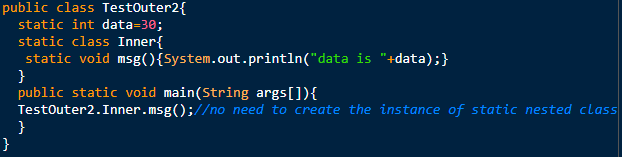 public class TestOuter2{
static int data=30;
static class Inner{
static void msg(){System.out.println("data is "+data);}
}
public static void main(String args[]){
TestOuter2.Inner.msg();//no need to create the instance of static nested class
}
}